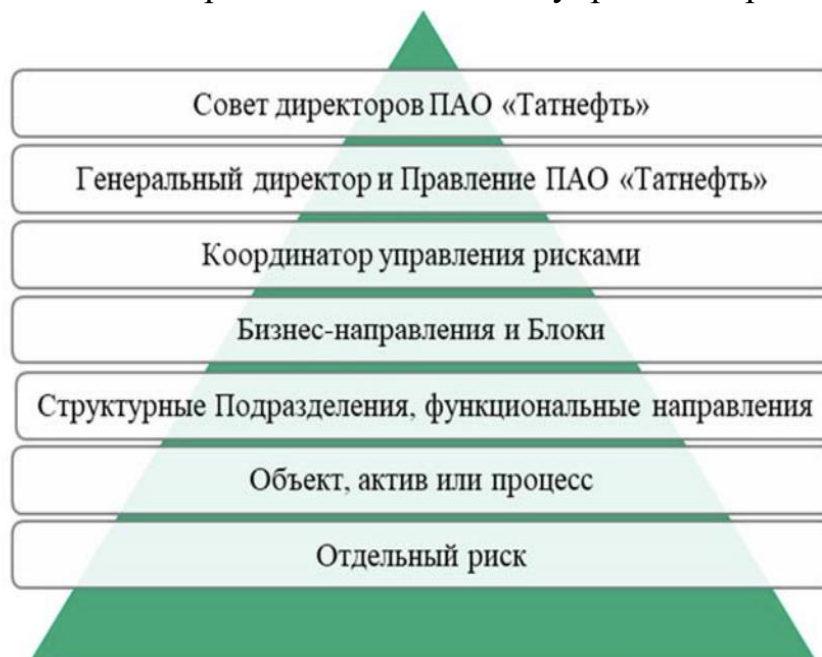 Совет директоров ПАО «Татнефть»
Генеральный директор и Правление ПАО «Татнефть»
Координатор управления рисками
Бизнес-направления и Блоки
Структурные Подразделения, функциональные направления
Объект, актив или процесс
Отдельный риск